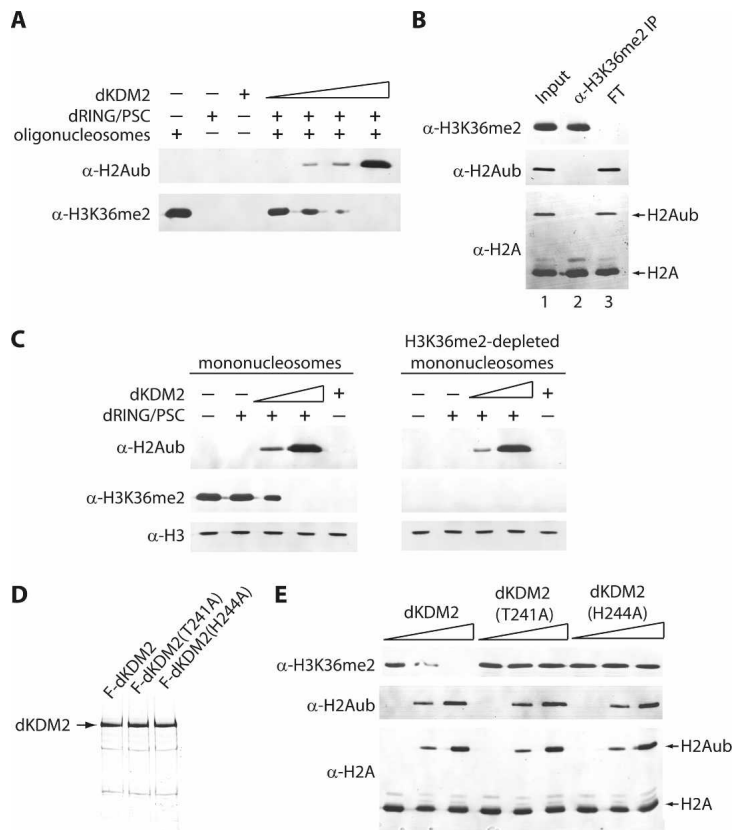 A
dKDM2 – – +
dRING/PSC – + – + + + +
oligonucleosomes + – – + + + +
α-H2Aub
α-H3K36me2
B
Input
α-H3K36me2 IP
FT
α-H3K36me2
α-H2Aub
α-H2A
H2Aub
H2A
1 2 3
C
mononucleosomes
H3K36me2-depleted
mononucleosomes
dKDM2 – – + – – +
dRING/PSC – + + + – – + + + –
α-H2Aub
α-H3K36me2
α-H3
D
F-dKDM2
F-dKDM2(T241A)
F-dKDM2(H244A)
dKDM2
E
dKDM2
dKDM2
(T241A)
dKDM2
(H244A)
α-H3K36me2
α-H2Aub
α-H2A
H2Aub
H2A